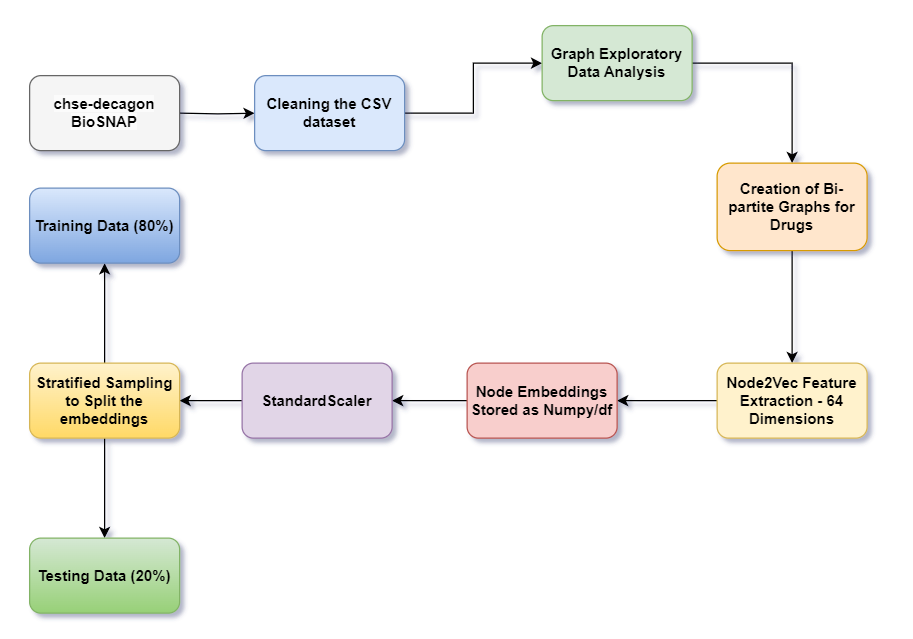 chse-decagon
BioSNAP
Cleaning the CSV
dataset
Graph Exploratory
Data Analysis
Creation of Bi-
partite Graphs for
Drugs
Node2Vec Feature
Extraction - 64
Dimensions
Node Embeddings
Stored as Numpy/df
StandardScaler
Stratified Sampling
to Split the
embeddings
Training Data (80%)
Testing Data (20%)